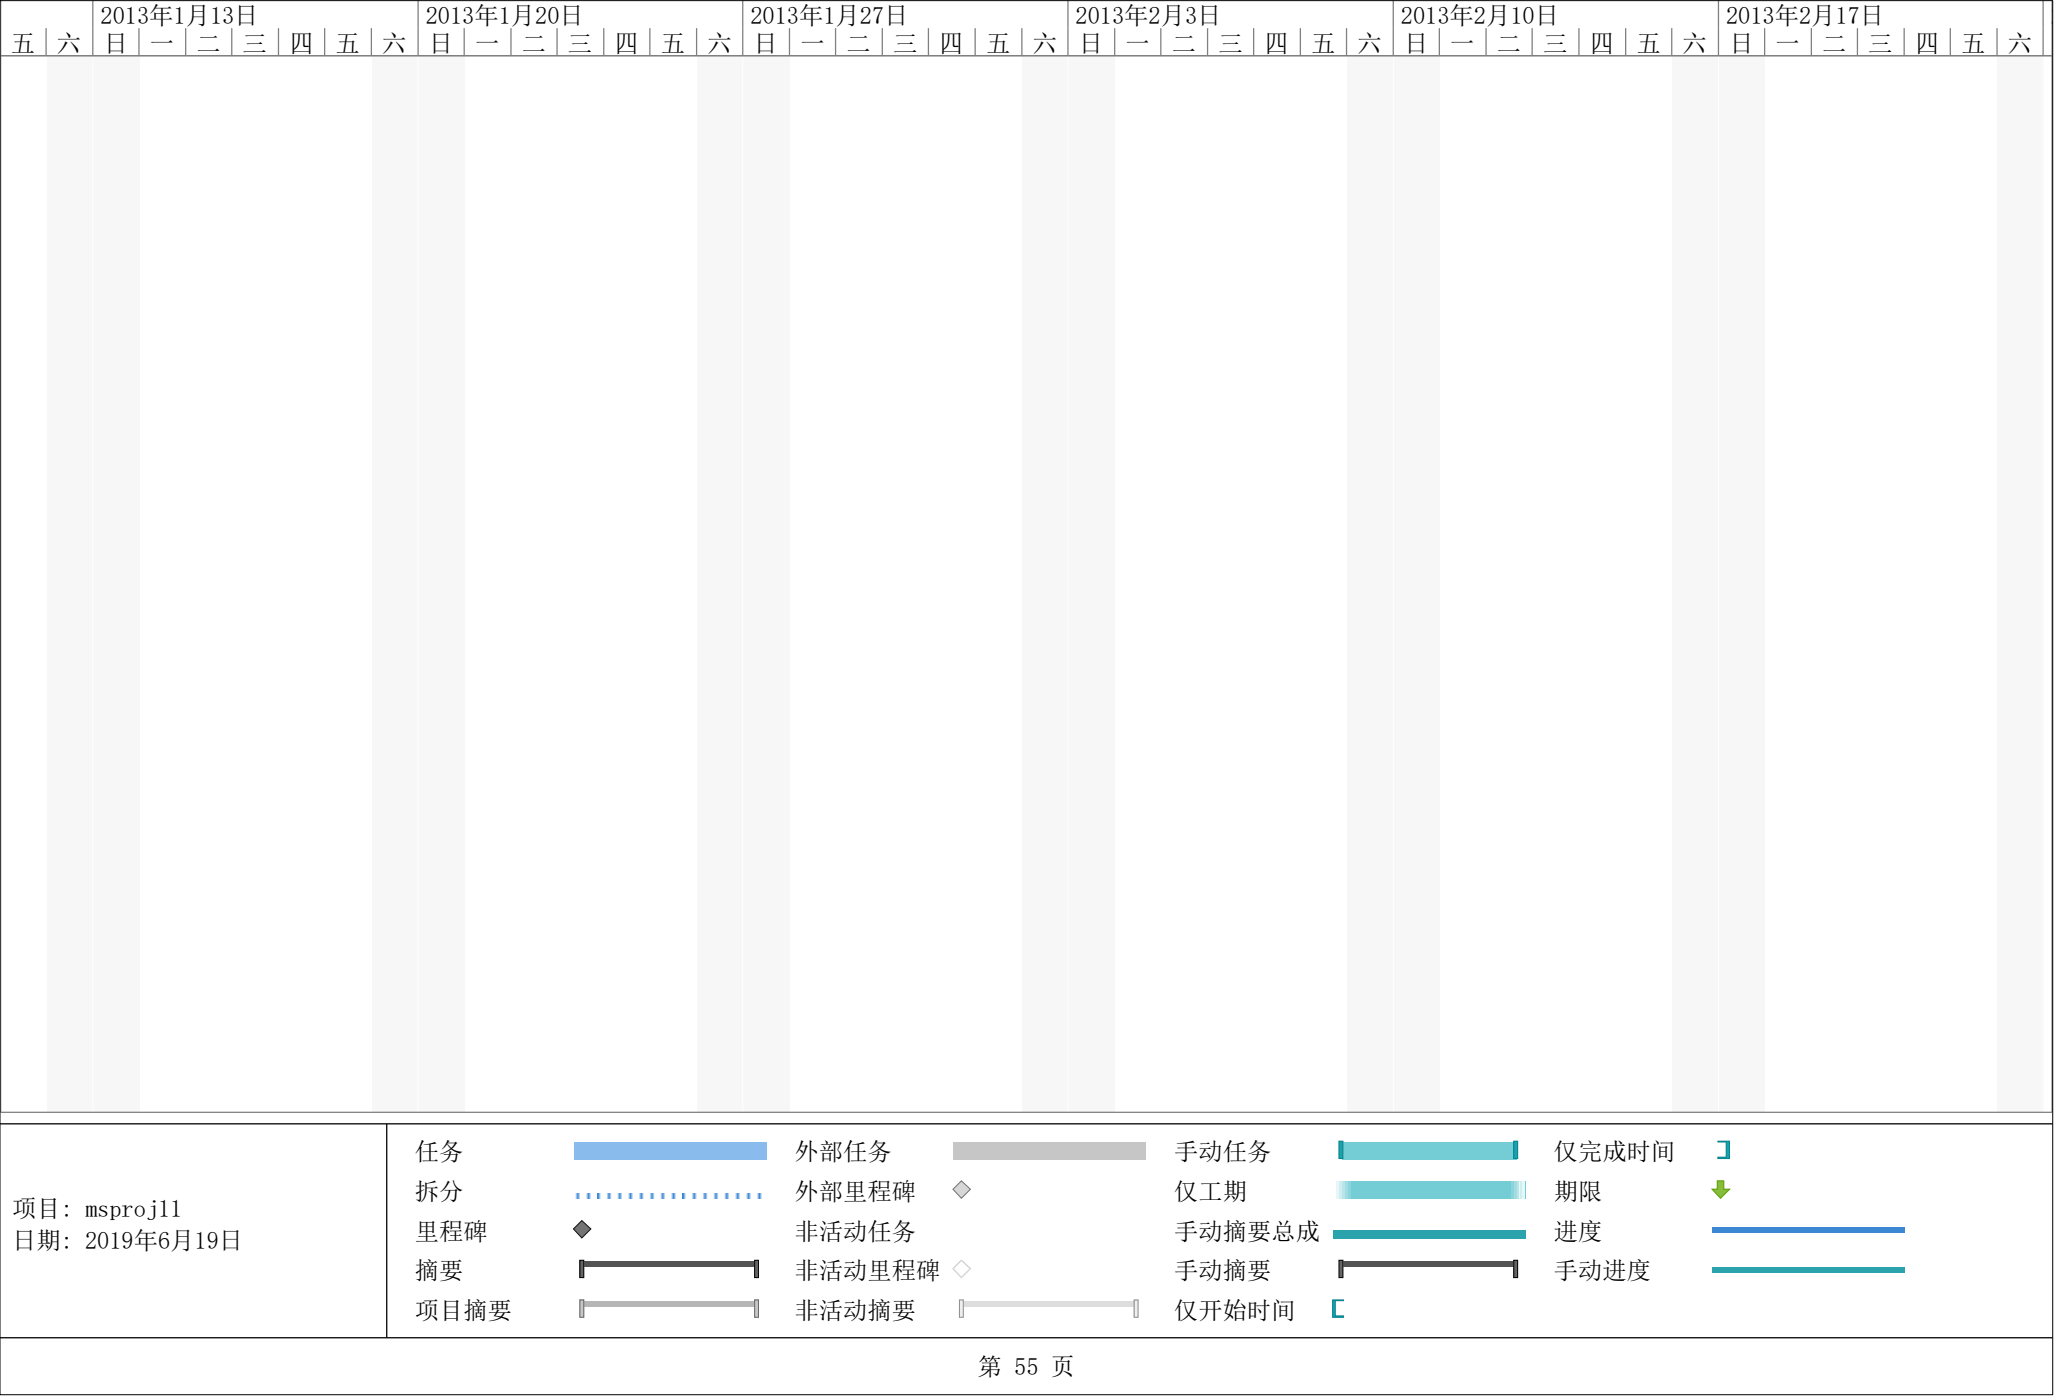 2013年1月13日 2013年1月20日 2013年1月27日 2013年2月3日 2013年2月10日 2013年2月17日
五 六 日 一 二 三 四 五 六 日 一 二 三 四 五 六 日 一 二 三 四 五 六 日 一 二 三 四 五 六 日 一 二 三 四 五 六 日 一 二 三 四 五 六
项目: msproj11
日期: 2019年6月19日
任务 外部任务 手动任务 仅完成时间
拆分 外部里程碑 仅工期 期限
里程碑 非活动任务 手动摘要总成 进度
摘要 非活动里程碑 手动摘要 手动进度
项目摘要 非活动摘要 仅开始时间
第 55 页